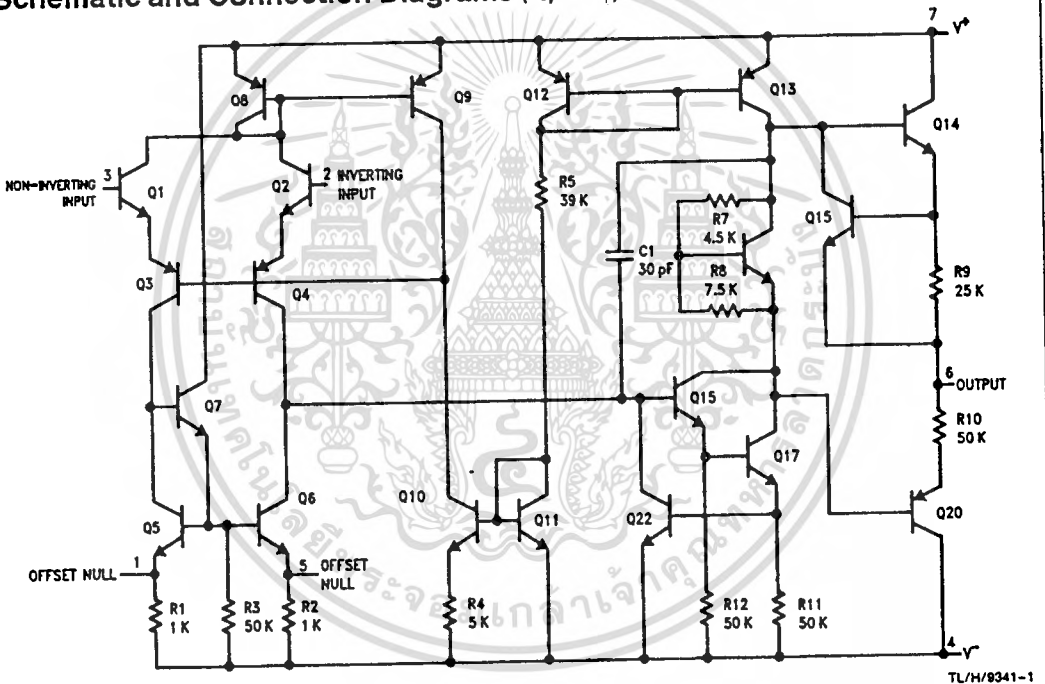 Schematic and Connection Diagrams
7
V+
Q8
Q9
Q12
Q13
Q14
3
NON-INVERTING
INPUT
Q1
Q2
2 INVERTING
INPUT
R5
39 K
R7
4.5 K
Q15
C1
30 pF
R8
7.5 K
R9
25 K
Q3
Q4
6
OUTPUT
Q7
Q15
R10
50 K
Q17
Q5
Q6
Q10
Q11
Q22
Q20
1
OFFSET NULL
5 OFFSET
NULL
R1
1 K
R3
50 K
R2
1 K
R4
5 K
R12
50 K
R11
50 K
4
V-
TL/H/9341-1